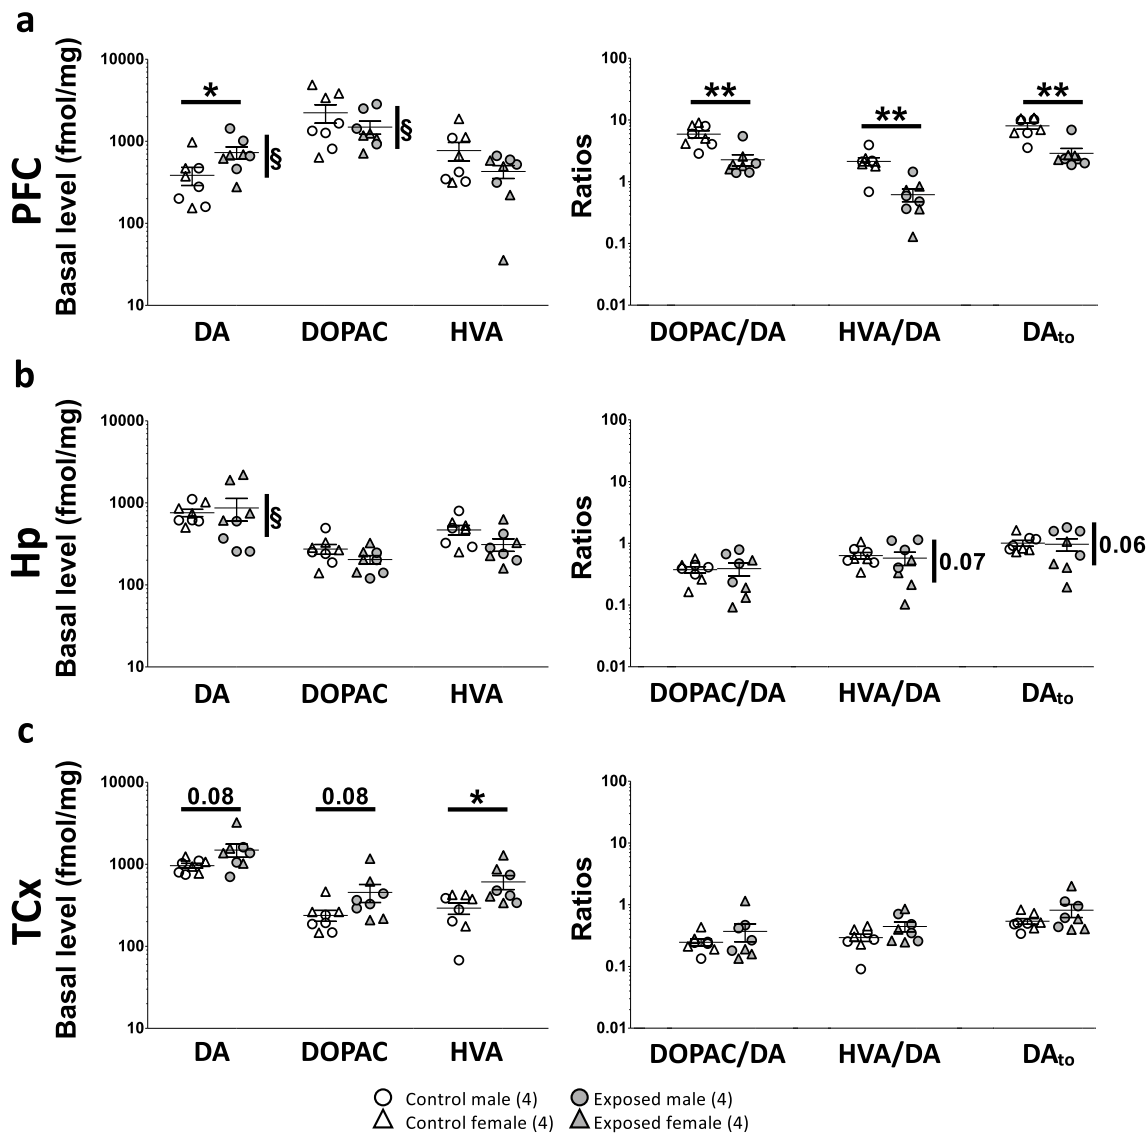 a
PFC
Basal level (fmol/mg)
10000
1000
100
10
*
§
§
DA
DOPAC
HVA
Ratios
100
10
1
0.1
0.01
**
**
**
DOPAC/DA
HVA/DA
DAto
b
Hp
Basal level (fmol/mg)
10000
1000
100
10
§
DA
DOPAC
HVA
Ratios
100
10
1
0.1
0.01
0.07
0.06
DOPAC/DA
HVA/DA
DAto
c
TCx
Basal level (fmol/mg)
10000
1000
100
10
0.08
0.08
*
DA
DOPAC
HVA
Ratios
100
10
1
0.1
0.01
DOPAC/DA
HVA/DA
DAto
Control male (4)
Exposed male (4)
Control female (4)
Exposed female (4)